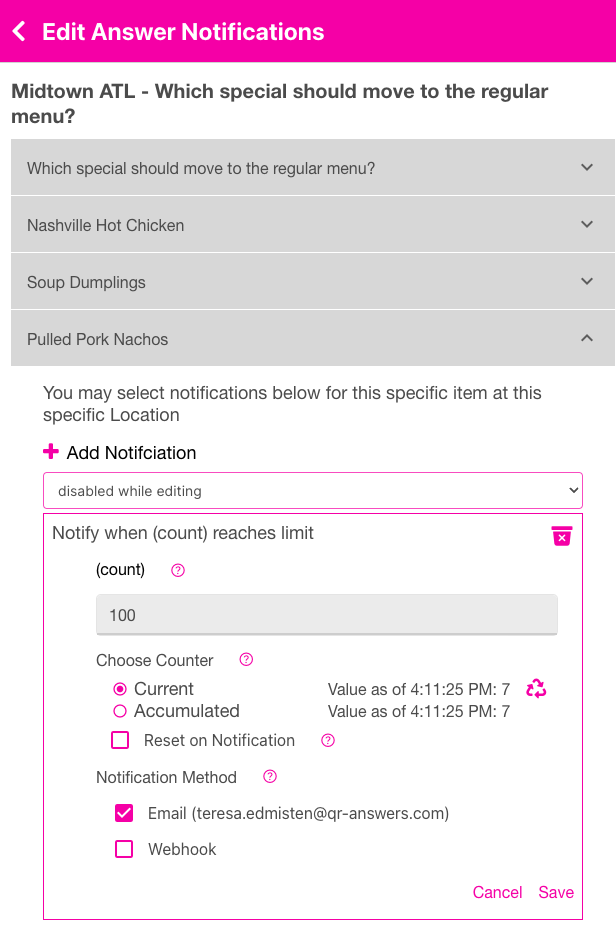 Edit Answer Notifications
Midtown ATL - Which special should move to the regular
menu?
Which special should move to the regular menu?
Nashville Hot Chicken
Soup Dumplings
Pulled Pork Nachos
You may select notifications below for this specific item at this
specific Location
Add Notifciation
disabled while editing
Notify when (count) reaches limit
(count)
100
Choose Counter
Current Value as of 4:11:25 PM: 7
Accumulated Value as of 4:11:25 PM: 7
Reset on Notification
Notification Method
Email (teresa.edmisten@qr-answers.com)
Webhook
Cancel Save